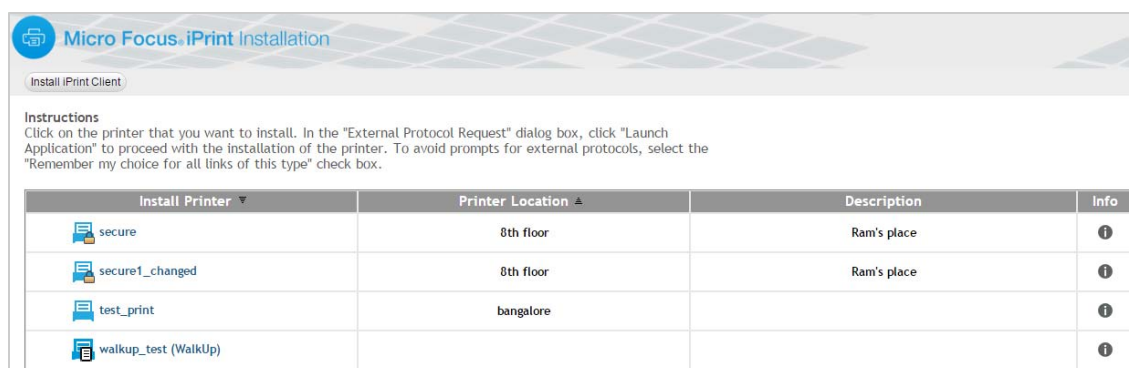 Micro Focus® iPrint Installation
Install iPrint Client
Instructions
Click on the printer that you want to install. In the "External Protocol Request" dialog box, click "Launch
Application" to proceed with the installation of the printer. To avoid prompts for external protocols, select the
"Remember my choice for all links of this type" check box.
Install Printer Printer Location Description Info
secure 8th floor Ram's place
secure1_changed 8th floor Ram's place
test_print bangalore
walkup_test (WalkUp)